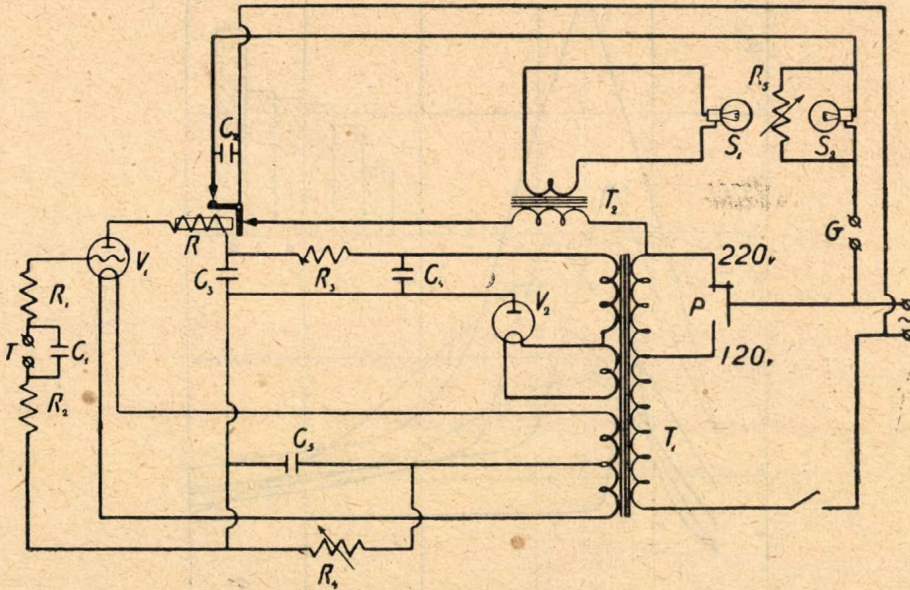 R₅
C₂
S₁
S₂
T₂
R
G
V₁
220v
R₁
C₃
R₃
C₄
V₂
P
~
T
C₁
120v
R₂
T₁
C₅
R₄